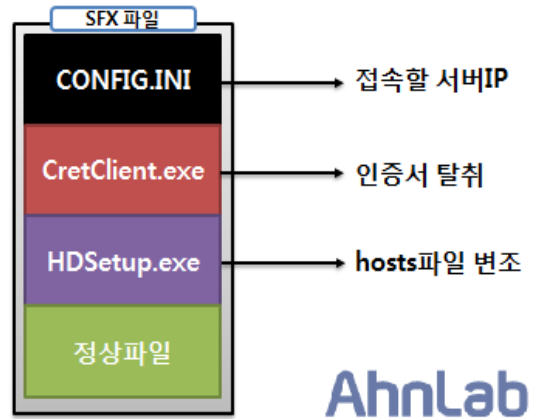 SFX 파일
CONFIG.INI
접속할 서버IP
CretClient.exe
인증서 탈취
HDSetup.exe
hosts파일 변조
정상파일
AhnLab